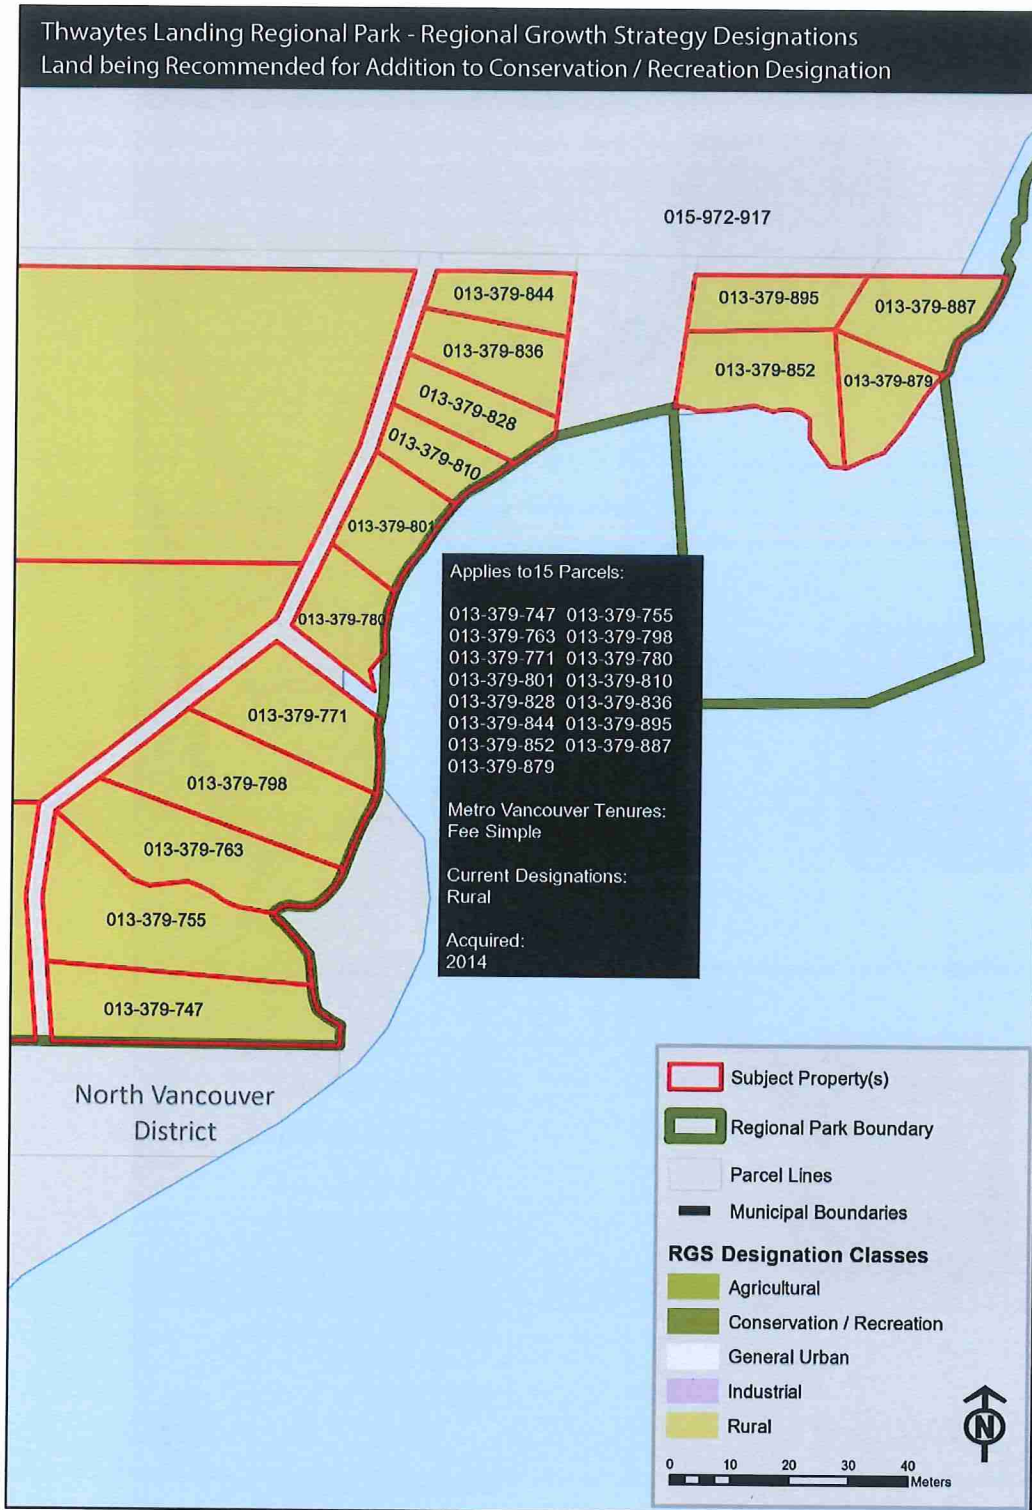 Thwaytes Landing Regional Park - Regional Growth Strategy Designations
Land being Recommended for Addition to Conservation / Recreation Designation
015-972-917
013-379-844
013-379-895
013-379-887
013-379-836
013-379-852
013-379-879
013-379-828
013-379-810
013-379-801
013-379-780
013-379-771
013-379-798
013-379-763
013-379-755
013-379-747
Applies to15 Parcels:
013-379-747 013-379-755
013-379-763 013-379-798
013-379-771 013-379-780
013-379-801 013-379-810
013-379-828 013-379-836
013-379-844 013-379-895
013-379-852 013-379-887
013-379-879
Metro Vancouver Tenures:
Fee Simple
Current Designations:
Rural
Acquired:
2014
North Vancouver
District
Subject Property(s)
Regional Park Boundary
Parcel Lines
Municipal Boundaries
RGS Designation Classes
Agricultural
Conservation / Recreation
General Urban
Industrial
Rural
N
0 10 20 30 40
Meters